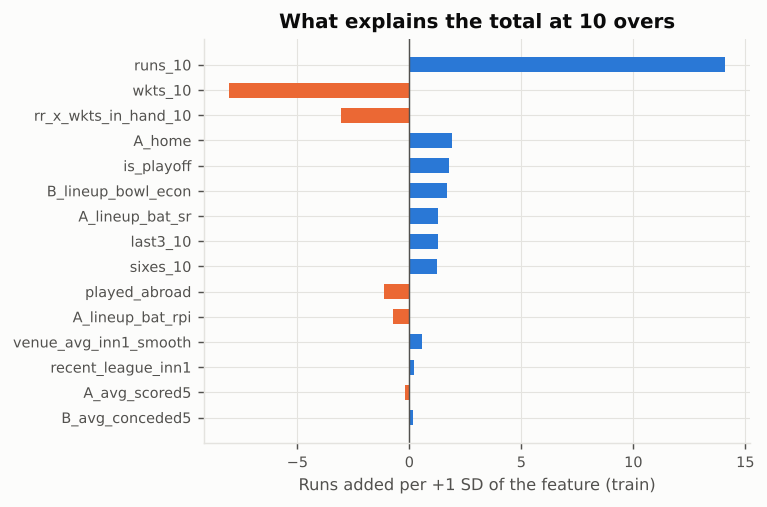 What explains the total at 10 overs
runs_10
wkts_10
rr_x_wkts_in_hand_10
A_home
is_playoff
B_lineup_bowl_econ
A_lineup_bat_sr
last3_10
sixes_10
played_abroad
A_lineup_bat_rpi
venue_avg_inn1_smooth
recent_league_inn1
A_avg_scored5
B_avg_conceded5
−5 0 5 10 15
Runs added per +1 SD of the feature (train)